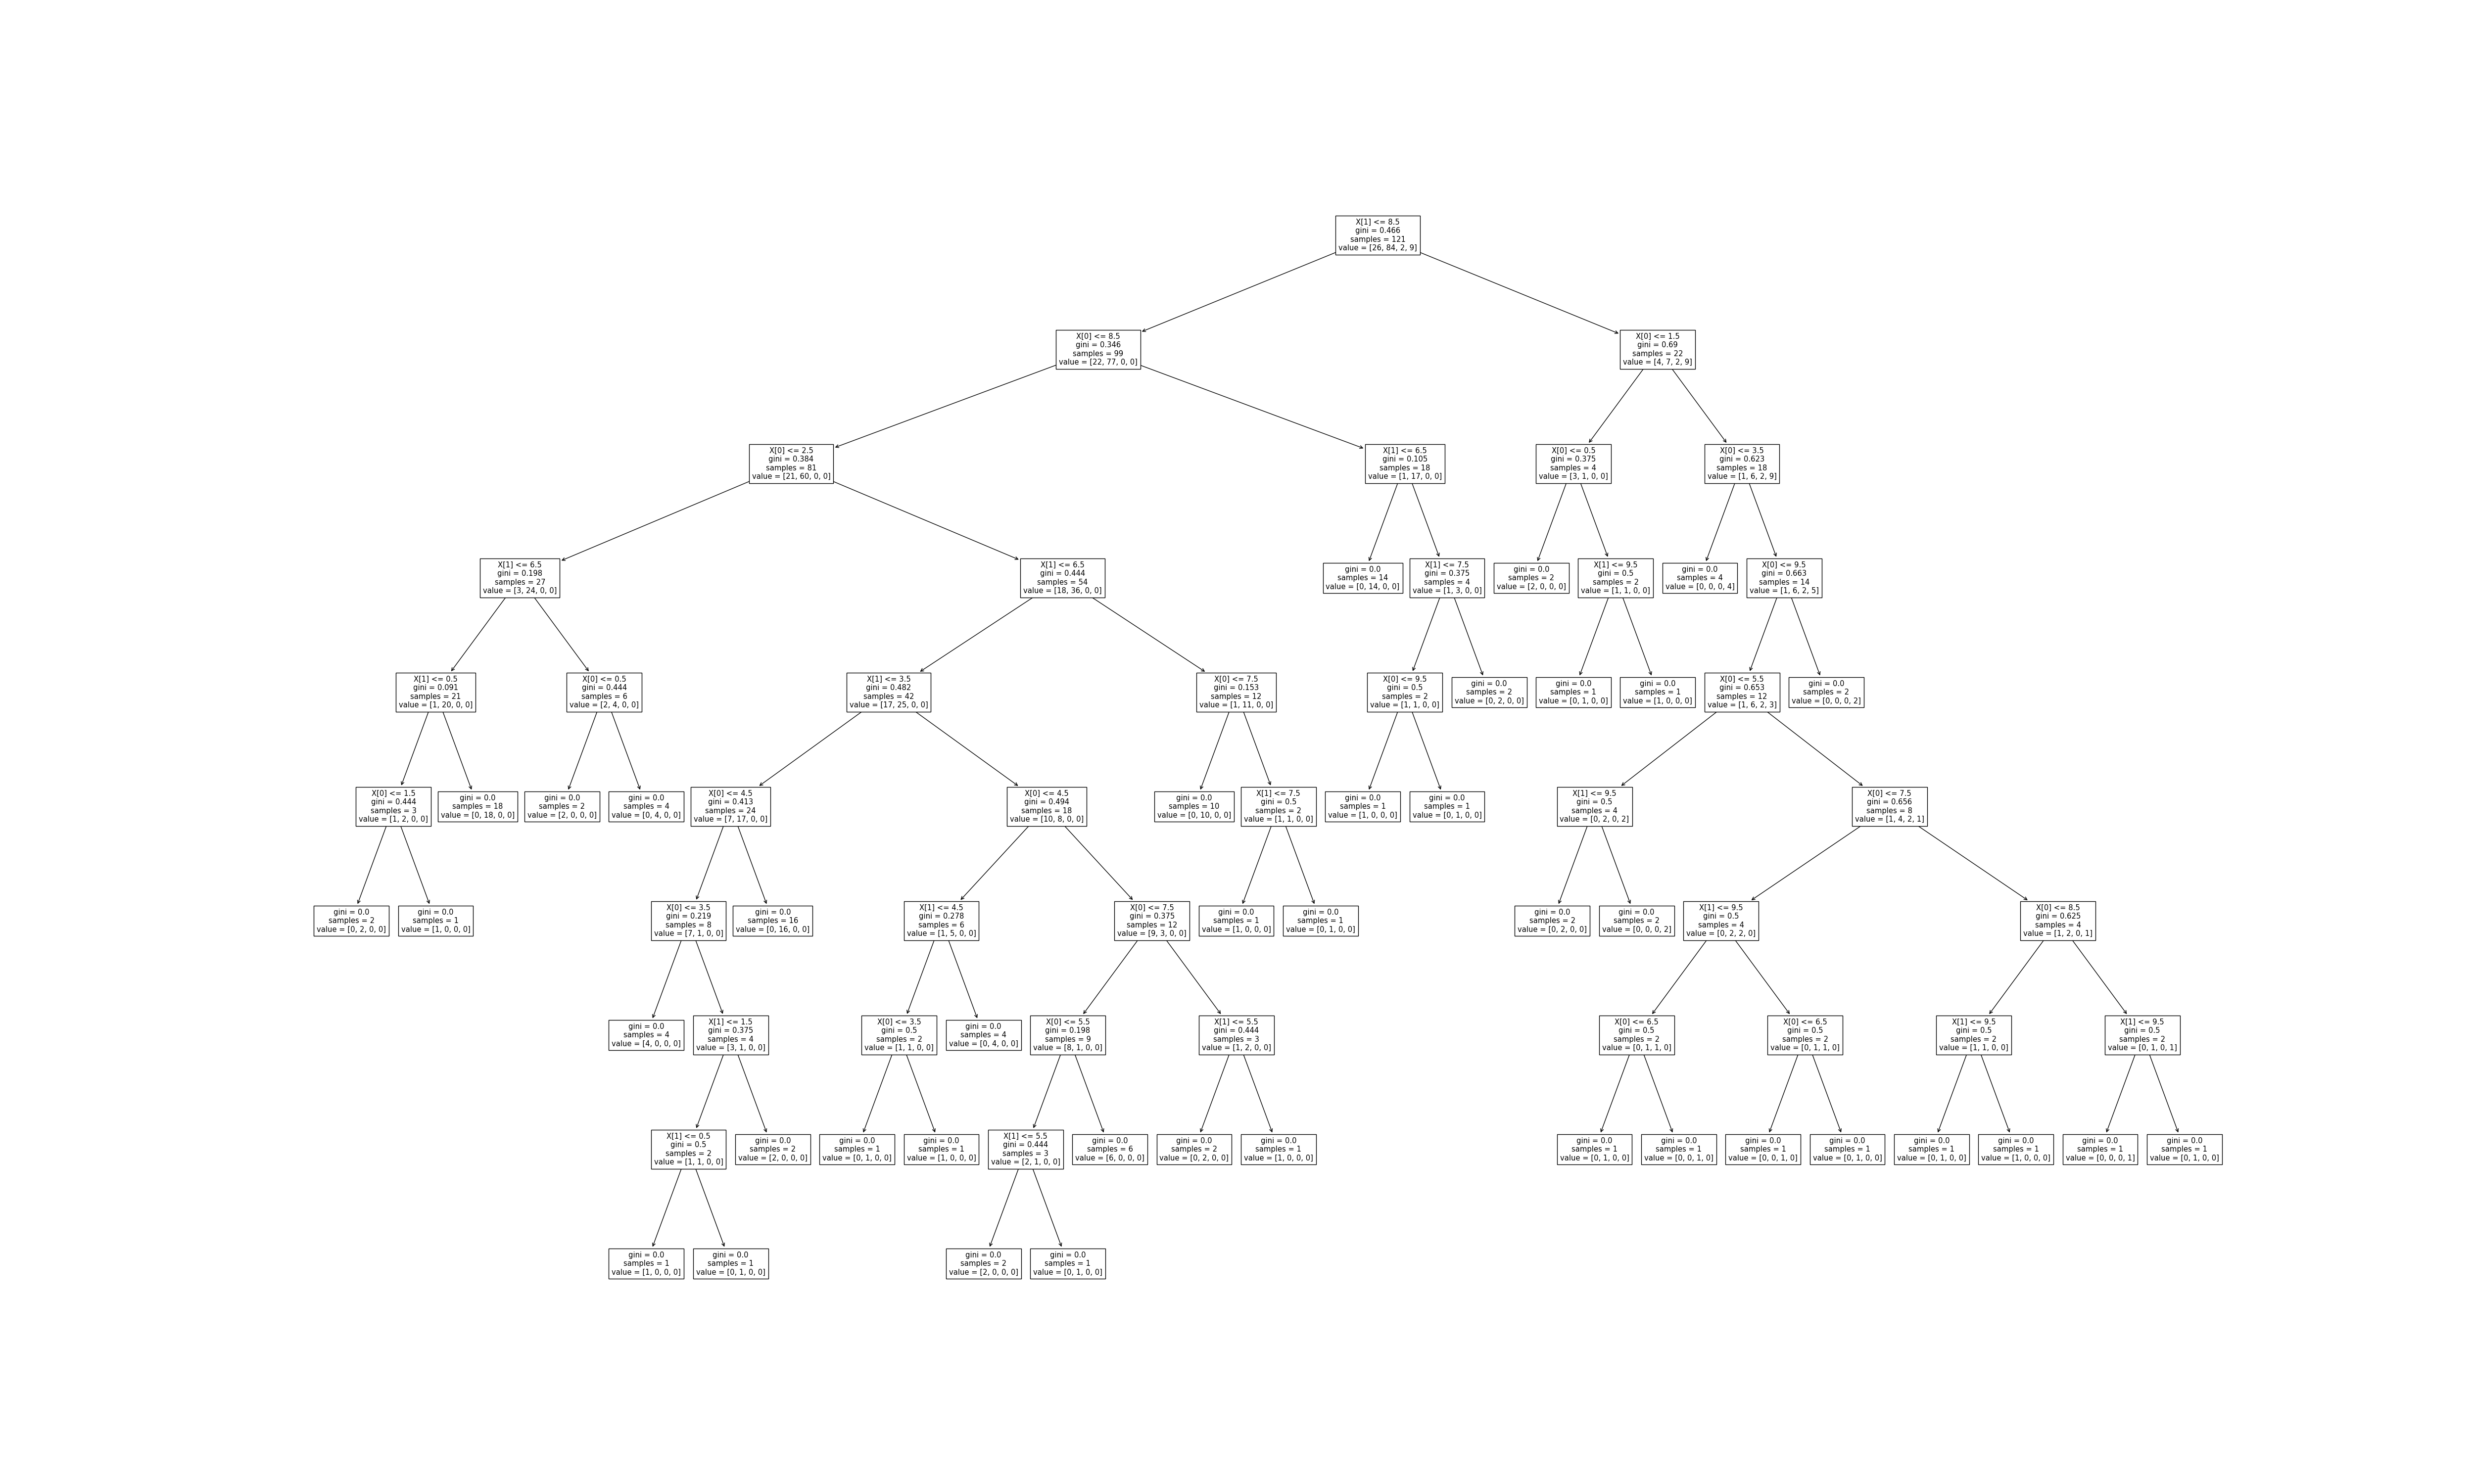 X[1] <= 8.5
gini = 0.466
samples = 121
value = [26, 84, 2, 9]
X[0] <= 8.5
gini = 0.346
samples = 99
value = [22, 77, 0, 0]
X[0] <= 1.5
gini = 0.69
samples = 22
value = [4, 7, 2, 9]
X[0] <= 2.5
gini = 0.384
samples = 81
value = [21, 60, 0, 0]
X[1] <= 6.5
gini = 0.105
samples = 18
value = [1, 17, 0, 0]
X[0] <= 0.5
gini = 0.375
samples = 4
value = [3, 1, 0, 0]
X[0] <= 3.5
gini = 0.623
samples = 18
value = [1, 6, 2, 9]
X[1] <= 6.5
gini = 0.198
samples = 27
value = [3, 24, 0, 0]
X[1] <= 6.5
gini = 0.444
samples = 54
value = [18, 36, 0, 0]
gini = 0.0
samples = 14
value = [0, 14, 0, 0]
X[1] <= 7.5
gini = 0.375
samples = 4
value = [1, 3, 0, 0]
gini = 0.0
samples = 2
value = [2, 0, 0, 0]
X[1] <= 9.5
gini = 0.5
samples = 2
value = [1, 1, 0, 0]
gini = 0.0
samples = 4
value = [0, 0, 0, 4]
X[0] <= 9.5
gini = 0.663
samples = 14
value = [1, 6, 2, 5]
X[1] <= 0.5
gini = 0.091
samples = 21
value = [1, 20, 0, 0]
X[0] <= 0.5
gini = 0.444
samples = 6
value = [2, 4, 0, 0]
X[1] <= 3.5
gini = 0.482
samples = 42
value = [17, 25, 0, 0]
X[0] <= 7.5
gini = 0.153
samples = 12
value = [1, 11, 0, 0]
X[0] <= 9.5
gini = 0.5
samples = 2
value = [1, 1, 0, 0]
gini = 0.0
samples = 2
value = [0, 2, 0, 0]
gini = 0.0
samples = 1
value = [0, 1, 0, 0]
gini = 0.0
samples = 1
value = [1, 0, 0, 0]
X[0] <= 5.5
gini = 0.653
samples = 12
value = [1, 6, 2, 3]
gini = 0.0
samples = 2
value = [0, 0, 0, 2]
X[0] <= 1.5
gini = 0.444
samples = 3
value = [1, 2, 0, 0]
gini = 0.0
samples = 18
value = [0, 18, 0, 0]
gini = 0.0
samples = 2
value = [2, 0, 0, 0]
gini = 0.0
samples = 4
value = [0, 4, 0, 0]
X[0] <= 4.5
gini = 0.413
samples = 24
value = [7, 17, 0, 0]
X[0] <= 4.5
gini = 0.494
samples = 18
value = [10, 8, 0, 0]
gini = 0.0
samples = 10
value = [0, 10, 0, 0]
X[1] <= 7.5
gini = 0.5
samples = 2
value = [1, 1, 0, 0]
gini = 0.0
samples = 1
value = [1, 0, 0, 0]
gini = 0.0
samples = 1
value = [0, 1, 0, 0]
X[1] <= 9.5
gini = 0.5
samples = 4
value = [0, 2, 0, 2]
X[0] <= 7.5
gini = 0.656
samples = 8
value = [1, 4, 2, 1]
gini = 0.0
samples = 2
value = [0, 2, 0, 0]
gini = 0.0
samples = 1
value = [1, 0, 0, 0]
X[0] <= 3.5
gini = 0.219
samples = 8
value = [7, 1, 0, 0]
gini = 0.0
samples = 16
value = [0, 16, 0, 0]
X[1] <= 4.5
gini = 0.278
samples = 6
value = [1, 5, 0, 0]
X[0] <= 7.5
gini = 0.375
samples = 12
value = [9, 3, 0, 0]
gini = 0.0
samples = 1
value = [1, 0, 0, 0]
gini = 0.0
samples = 1
value = [0, 1, 0, 0]
gini = 0.0
samples = 2
value = [0, 2, 0, 0]
gini = 0.0
samples = 2
value = [0, 0, 0, 2]
X[1] <= 9.5
gini = 0.5
samples = 4
value = [0, 2, 2, 0]
X[0] <= 8.5
gini = 0.625
samples = 4
value = [1, 2, 0, 1]
gini = 0.0
samples = 4
value = [4, 0, 0, 0]
X[1] <= 1.5
gini = 0.375
samples = 4
value = [3, 1, 0, 0]
X[0] <= 3.5
gini = 0.5
samples = 2
value = [1, 1, 0, 0]
gini = 0.0
samples = 4
value = [0, 4, 0, 0]
X[0] <= 5.5
gini = 0.198
samples = 9
value = [8, 1, 0, 0]
X[1] <= 5.5
gini = 0.444
samples = 3
value = [1, 2, 0, 0]
X[0] <= 6.5
gini = 0.5
samples = 2
value = [0, 1, 1, 0]
X[0] <= 6.5
gini = 0.5
samples = 2
value = [0, 1, 1, 0]
X[1] <= 9.5
gini = 0.5
samples = 2
value = [1, 1, 0, 0]
X[1] <= 9.5
gini = 0.5
samples = 2
value = [0, 1, 0, 1]
X[1] <= 0.5
gini = 0.5
samples = 2
value = [1, 1, 0, 0]
gini = 0.0
samples = 2
value = [2, 0, 0, 0]
gini = 0.0
samples = 1
value = [0, 1, 0, 0]
gini = 0.0
samples = 1
value = [1, 0, 0, 0]
X[1] <= 5.5
gini = 0.444
samples = 3
value = [2, 1, 0, 0]
gini = 0.0
samples = 6
value = [6, 0, 0, 0]
gini = 0.0
samples = 2
value = [0, 2, 0, 0]
gini = 0.0
samples = 1
value = [1, 0, 0, 0]
gini = 0.0
samples = 1
value = [0, 1, 0, 0]
gini = 0.0
samples = 1
value = [0, 0, 1, 0]
gini = 0.0
samples = 1
value = [0, 0, 1, 0]
gini = 0.0
samples = 1
value = [0, 1, 0, 0]
gini = 0.0
samples = 1
value = [0, 1, 0, 0]
gini = 0.0
samples = 1
value = [1, 0, 0, 0]
gini = 0.0
samples = 1
value = [0, 0, 0, 1]
gini = 0.0
samples = 1
value = [0, 1, 0, 0]
gini = 0.0
samples = 1
value = [1, 0, 0, 0]
gini = 0.0
samples = 1
value = [0, 1, 0, 0]
gini = 0.0
samples = 2
value = [2, 0, 0, 0]
gini = 0.0
samples = 1
value = [0, 1, 0, 0]